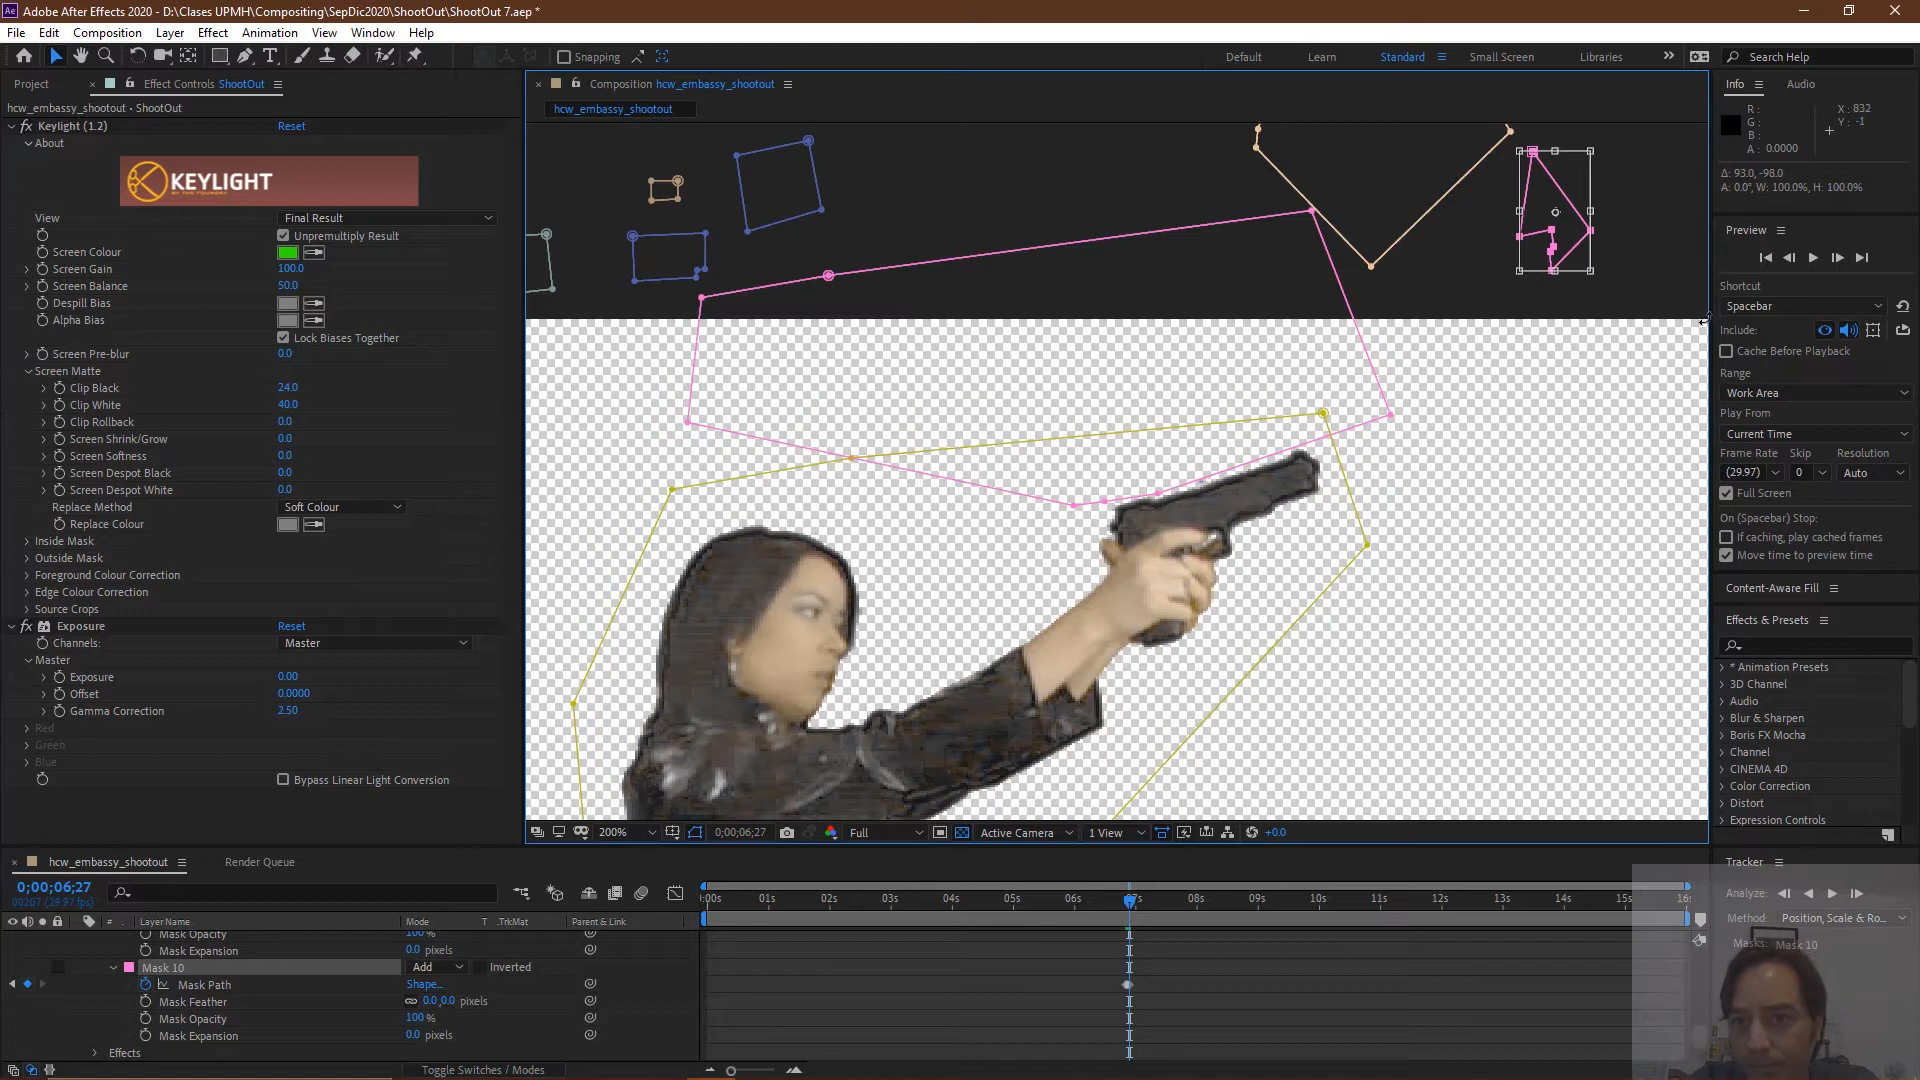 Adobe After Effects 2020 - D:\Clases UPMH\Compositing\SepDic2020\ShootOut\ShootOut 7.aep *
File Edit Composition Layer Effect Animation View Window Help
Snapping Default Learn Standard Small Screen Libraries Search Help
Project Effect Controls ShootOut
hcw_embassy_shootout • ShootOut
Keylight (1.2) Reset
About
KEYLIGHT
BY THE FOUNDRY
View Final Result
Unpremultiply Result
Screen Colour
Screen Gain 100.0
Screen Balance 50.0
Despill Bias
Alpha Bias
Lock Biases Together
Screen Pre-blur 0.0
Screen Matte
Clip Black 24.0
Clip White 40.0
Clip Rollback 0.0
Screen Shrink/Grow 0.0
Screen Softness 0.0
Screen Despot Black 0.0
Screen Despot White 0.0
Replace Method Soft Colour
Replace Colour
Inside Mask
Outside Mask
Foreground Colour Correction
Edge Colour Correction
Source Crops
Exposure Reset
Channels: Master
Master
Exposure 0.00
Offset 0.0000
Gamma Correction 2.50
Red
Green
Blue
Bypass Linear Light Conversion
Composition hcw_embassy_shootout
hcw_embassy_shootout
200% 0;00;06;27 Full Active Camera 1 View +0.0
Info Audio
R : X : 832
G : Y : -1
B :
A : 0.0000
Δ: 93.0, -98.0
A: 0.0°, W: 100.0%, H: 100.0%
Preview
Shortcut
Spacebar
Include:
Cache Before Playback
Range
Work Area
Play From
Current Time
Frame Rate Skip Resolution
(29.97) 0 Auto
Full Screen
On (Spacebar) Stop:
If caching, play cached frames
Move time to preview time
Content-Aware Fill
Effects & Presets
* Animation Presets
3D Channel
Audio
Blur & Sharpen
Boris FX Mocha
Channel
CINEMA 4D
Color Correction
Distort
Expression Controls
Tracker
Analyze:
Method: Position, Scale & Ro...
Masks: Mask 10
hcw_embassy_shootout Render Queue
0;00;06;27
00207 (29.97 fps)
# Layer Name Mode T .TrkMat Parent & Link
:00s 01s 02s 03s 04s 05s 06s 07s 08s 09s 10s 11s 12s 13s 14s 15s 16s
Mask Opacity 100 %
Mask Expansion 0.0 pixels
Mask 10 Add Inverted
Mask Path Shape...
Mask Feather 0.0,0.0 pixels
Mask Opacity 100 %
Mask Expansion 0.0 pixels
Effects
Toggle Switches / Modes